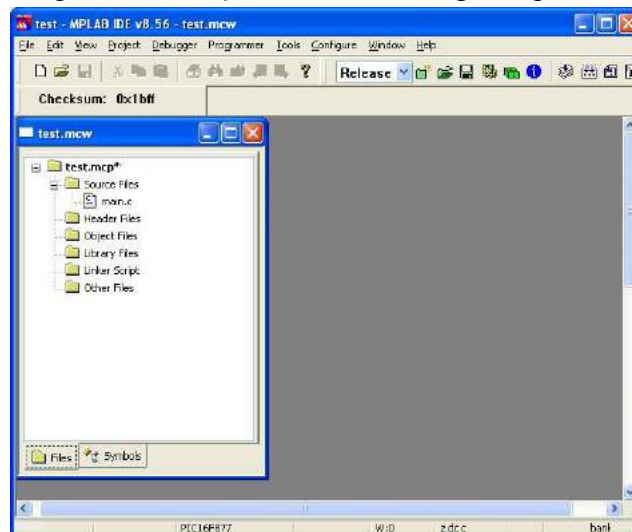 test - MPLAB IDE v8.56 - test.mcw
File Edit View Project Debugger Programmer Tools Configure Window Help
Release
Checksum: 0x1bff
test.mcw
test.mcp*
Source Files
main.c
Header Files
Object Files
Library Files
Linker Script
Other Files
Files Symbols
PIC16F877 W:0 z dc c bank